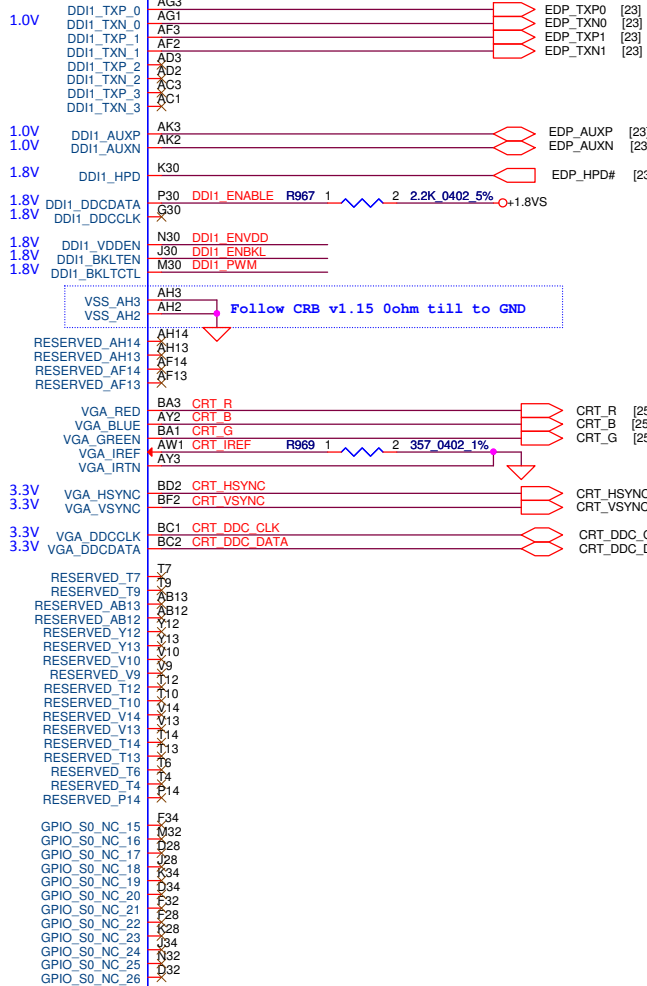 DDI1_TXP_0 AG3 EDP_TXP0 [23]
1.0V DDI1_TXN_0 AG1 EDP_TXN0 [23]
DDI1_TXP_1 AF3 EDP_TXP1 [23]
DDI1_TXN_1 AF2 EDP_TXN1 [23]
DDI1_TXP_2 AD3
DDI1_TXN_2 AD2
DDI1_TXP_3 AC3
DDI1_TXN_3 AC1
1.0V DDI1_AUXP AK3 EDP_AUXP [23]
1.0V DDI1_AUXN AK2 EDP_AUXN [23
1.8V DDI1_HPD K30 EDP_HPD# [23
1.8V DDI1_DDCDATA P30 DDI1_ENABLE R967 1 2 2.2K_0402_5% +1.8VS
1.8V DDI1_DDCCLK G30
1.8V DDI1_VDDEN N30 DDI1_ENVDD
1.8V DDI1_BKLTEN J30 DDI1_ENBKL
1.8V DDI1_BKLTCTL M30 DDI1_PWM
VSS_AH3 AH3
VSS_AH2 AH2 Follow CRB v1.15 0ohm till to GND
RESERVED_AH14 AH14
RESERVED_AH13 AH13
RESERVED_AF14 AF14
RESERVED_AF13 AF13
VGA_RED BA3 CRT_R CRT_R [25
VGA_BLUE AY2 CRT_B CRT_B [25
VGA_GREEN BA1 CRT_G CRT_G [25
VGA_IREF AW1 CRT_IREF R969 1 2 357_0402_1%
VGA_IRTN AY3
3.3V VGA_HSYNC BD2 CRT_HSYNC CRT_HSYNC
3.3V VGA_VSYNC BF2 CRT_VSYNC CRT_VSYNC
3.3V VGA_DDCCLK BC1 CRT_DDC_CLK CRT_DDC_
3.3V VGA_DDCDATA BC2 CRT_DDC_DATA CRT_DDC_
RESERVED_T7 T7
RESERVED_T9 T9
RESERVED_AB13 AB13
RESERVED_AB12 AB12
RESERVED_Y12 Y12
RESERVED_Y13 Y13
RESERVED_V10 V10
RESERVED_V9 V9
RESERVED_T12 T12
RESERVED_T10 T10
RESERVED_V14 V14
RESERVED_V13 V13
RESERVED_T14 T14
RESERVED_T13 T13
RESERVED_T6 T6
RESERVED_T4 T4
RESERVED_P14 P14
GPIO_S0_NC_15 F34
GPIO_S0_NC_16 M32
GPIO_S0_NC_17 D28
GPIO_S0_NC_18 J28
GPIO_S0_NC_19 K34
GPIO_S0_NC_20 D34
GPIO_S0_NC_21 F32
GPIO_S0_NC_22 F28
GPIO_S0_NC_23 K28
GPIO_S0_NC_24 J34
GPIO_S0_NC_25 N32
GPIO_S0_NC_26 D32